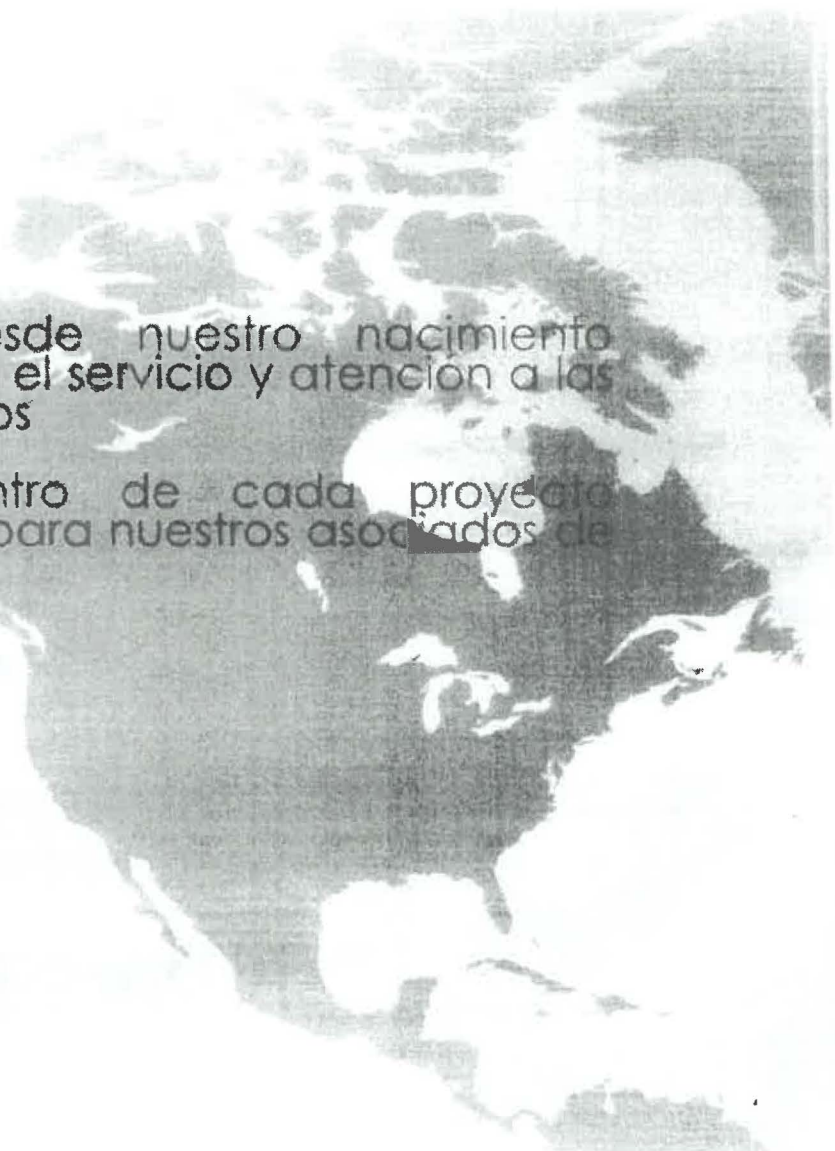 esde nuestro nacimiento
el servicio y atención a las
os
ntro de cada proyecto
para nuestros asociados de